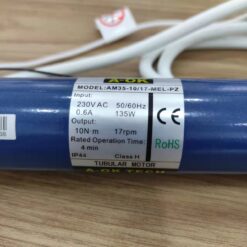 A-OK
MODEL:AM35-10/17-MEL-PZ
Input:
230V AC 50/60Hz
0.6A 135W
Output:
10N·m 17rpm
Rated Operation Time:
4 min
IP44 Class H
RoHS
TUBULAR MOTOR
A-OK TECH